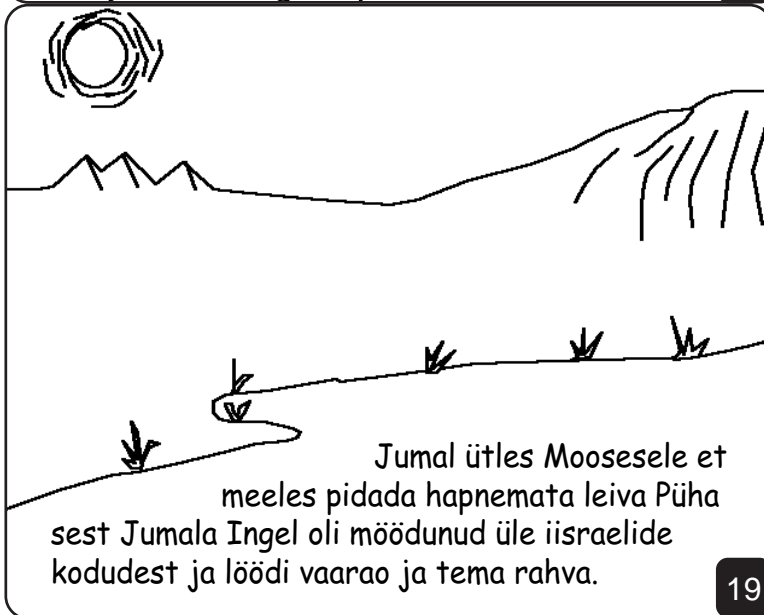 Jumal ütles Moosesele et
meeles pidada hapnemata leiva Püha
sest Jumala Ingel oli möödunud üle iisraelide
kodudest ja löödi vaarao ja tema rahva.
19